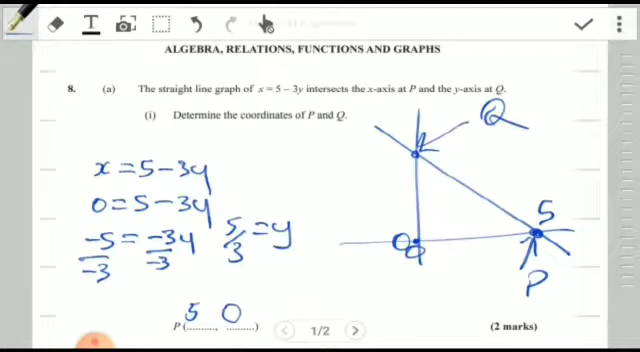 T
ALGEBRA, RELATIONS, FUNCTIONS AND GRAPHS
8. (a) The straight line graph of x = 5 – 3y intersects the x-axis at P and the y-axis at Q.
(i) Determine the coordinates of P and Q.
Q
x = 5 - 3y
0 = 5 - 3y
-5/-3 = -3y/-3 5/3 = y
5
0
P
5 0
P (.........., ..........)
1/2
(2 marks)